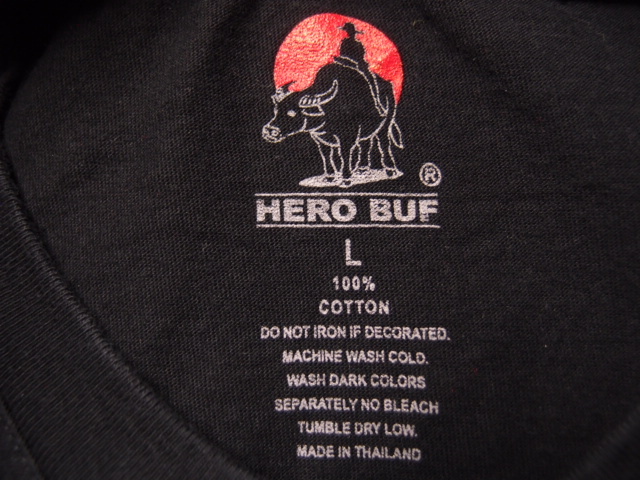 ®
HERO BUF
L
100%
COTTON
DO NOT IRON IF DECORATED.
MACHINE WASH COLD.
WASH DARK COLORS
SEPARATELY NO BLEACH
TUMBLE DRY LOW.
MADE IN THAILAND